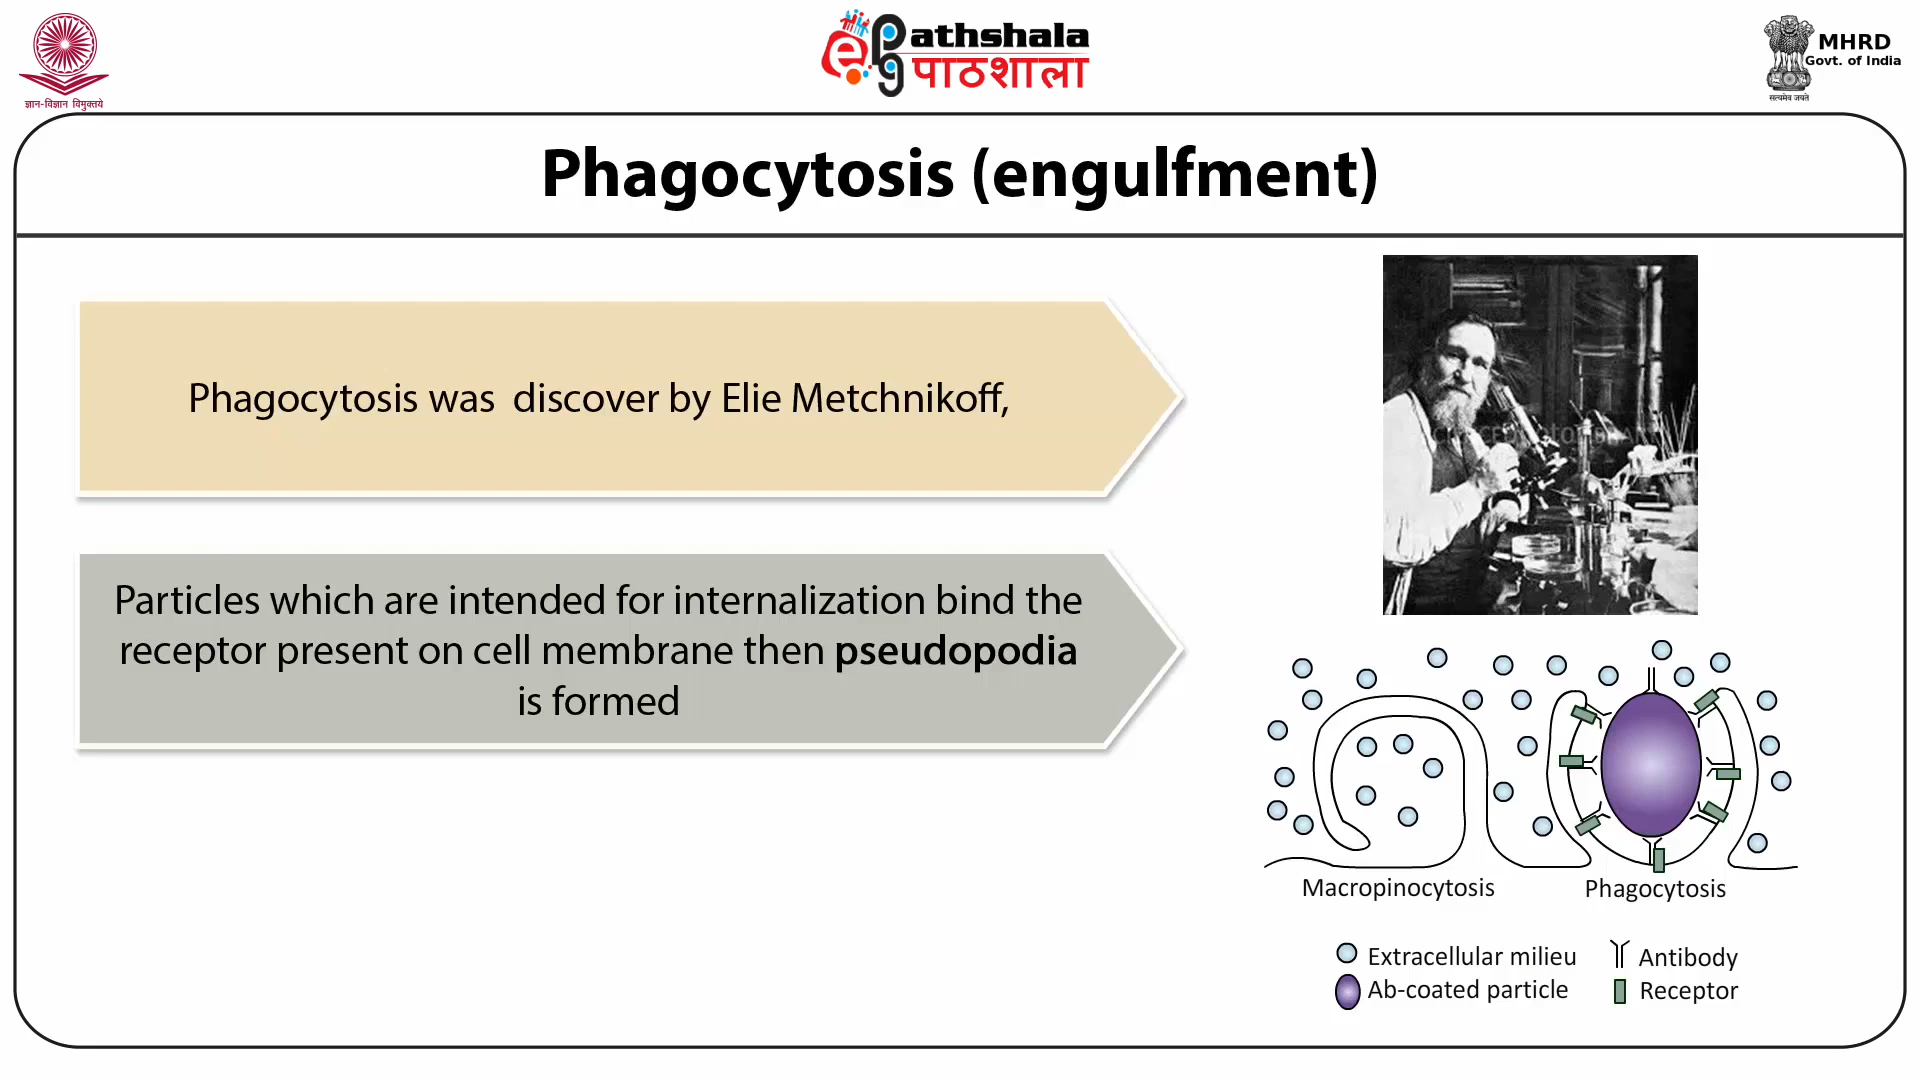 ज्ञान-विज्ञान विमुक्तये
ePg athshala
पाठशाला
MHRD
Govt. of India
सत्यमेव जयते
Phagocytosis (engulfment)
Phagocytosis was discover by Elie Metchnikoff,
Particles which are intended for internalization bind the
receptor present on cell membrane then pseudopodia
is formed
Macropinocytosis
Phagocytosis
Extracellular milieu
Antibody
Ab-coated particle
Receptor